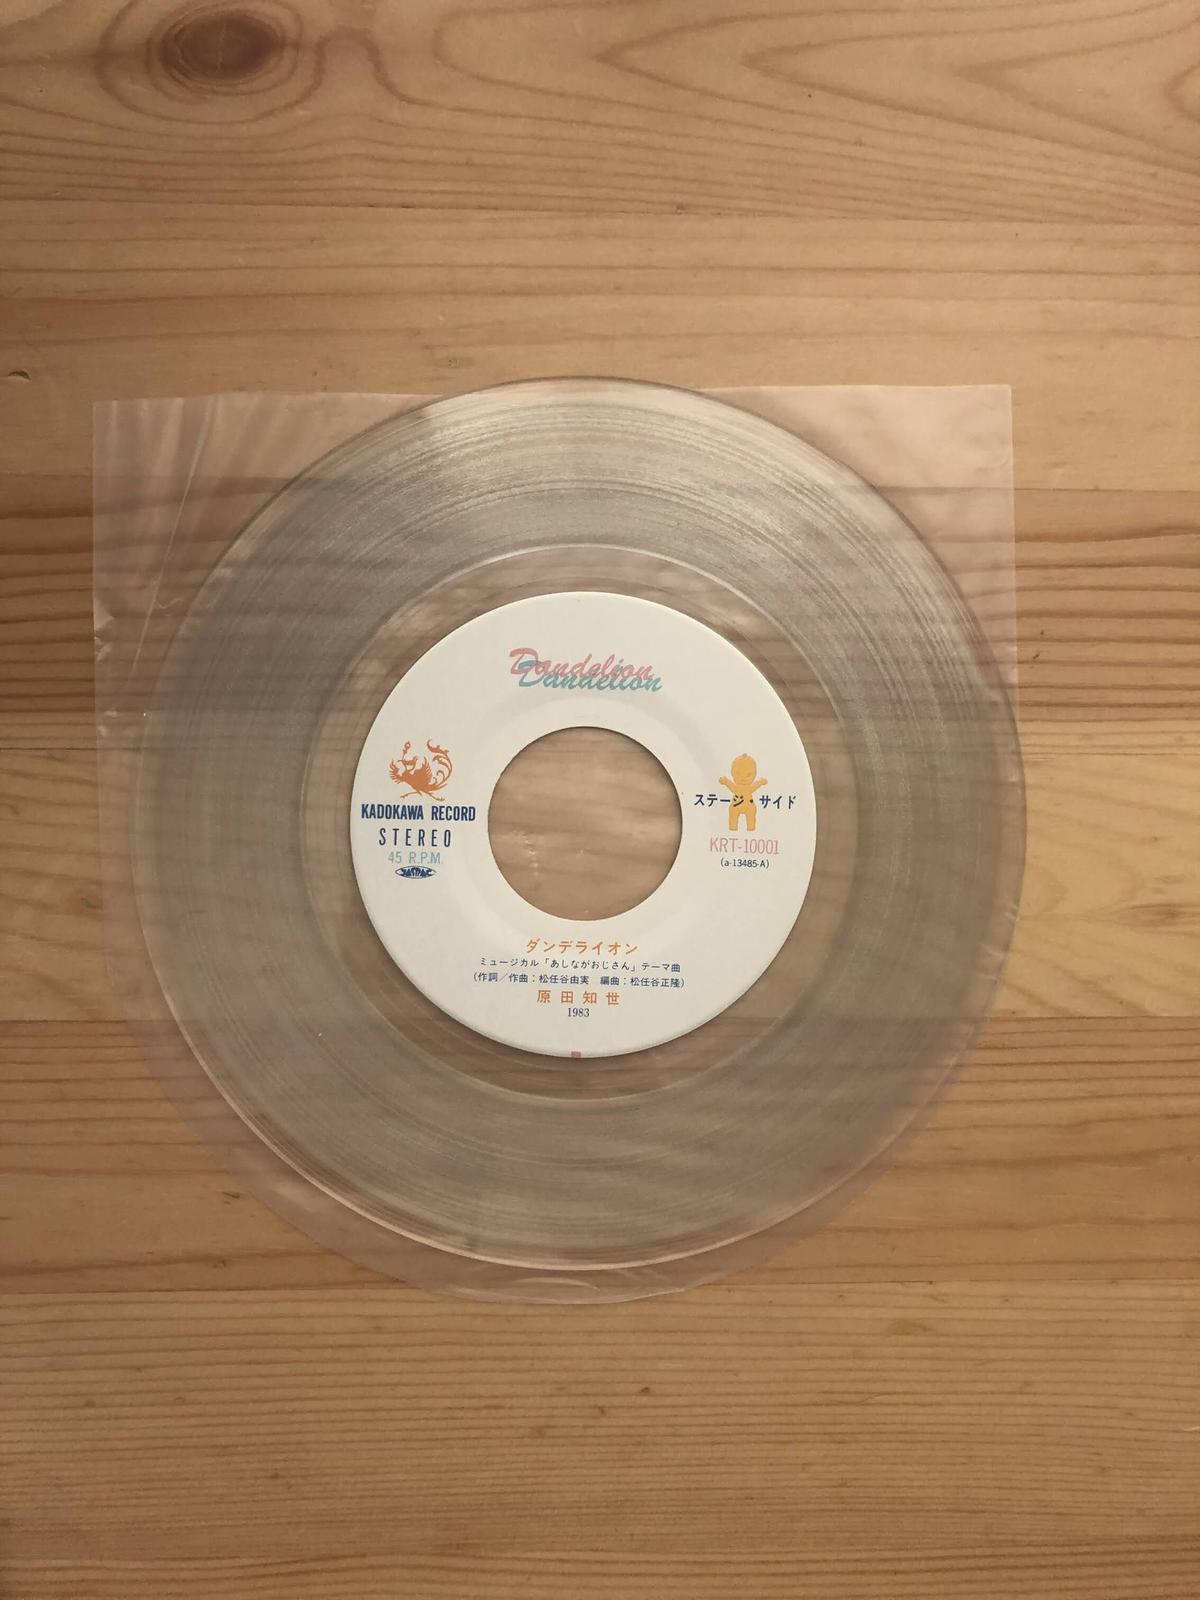 Dandelion
Dandelion
KADOKAWA RECORD
STEREO
45 R.P.M.
JASRAC
ステージ・サイド
KRT-10001
(a-13485-A)
ダンデライオン
ミュージカル「あしながおじさん」テーマ曲
(作詞／作曲：松任谷由実　編曲：松任谷正隆)
原田知世
1983